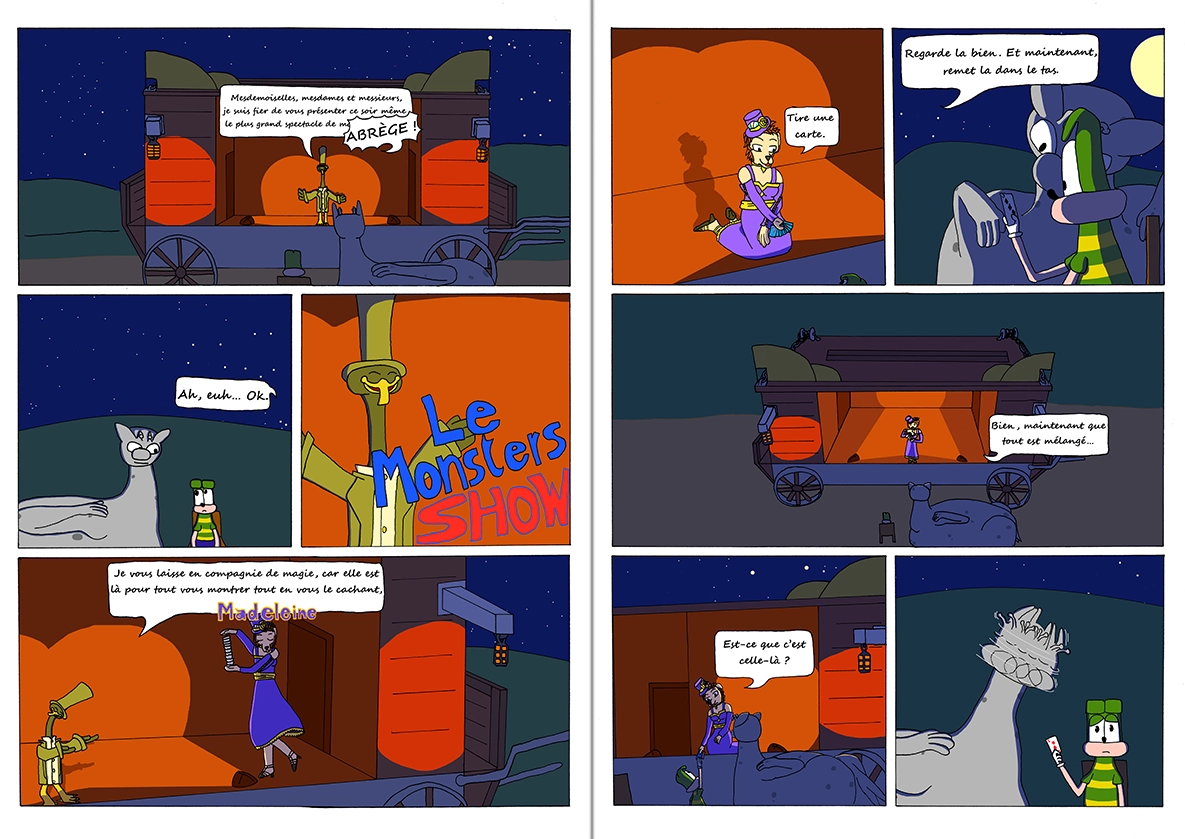 Mesdemoiselles, mesdames et messieurs,
je suis fier de vous présenter ce soir même
le plus grand spectacle de m
ABRÈGE !
Ah, euh... Ok.
Le
Monsters
SHOW
Je vous laisse en compagnie de magie, car elle est
là pour tout vous montrer tout en vous le cachant,
Madeleine
Tire une
carte.
Regarde la bien. Et maintenant,
remet la dans le tas.
Bien, maintenant que
tout est mélangé...
Est-ce que c'est
celle-là ?